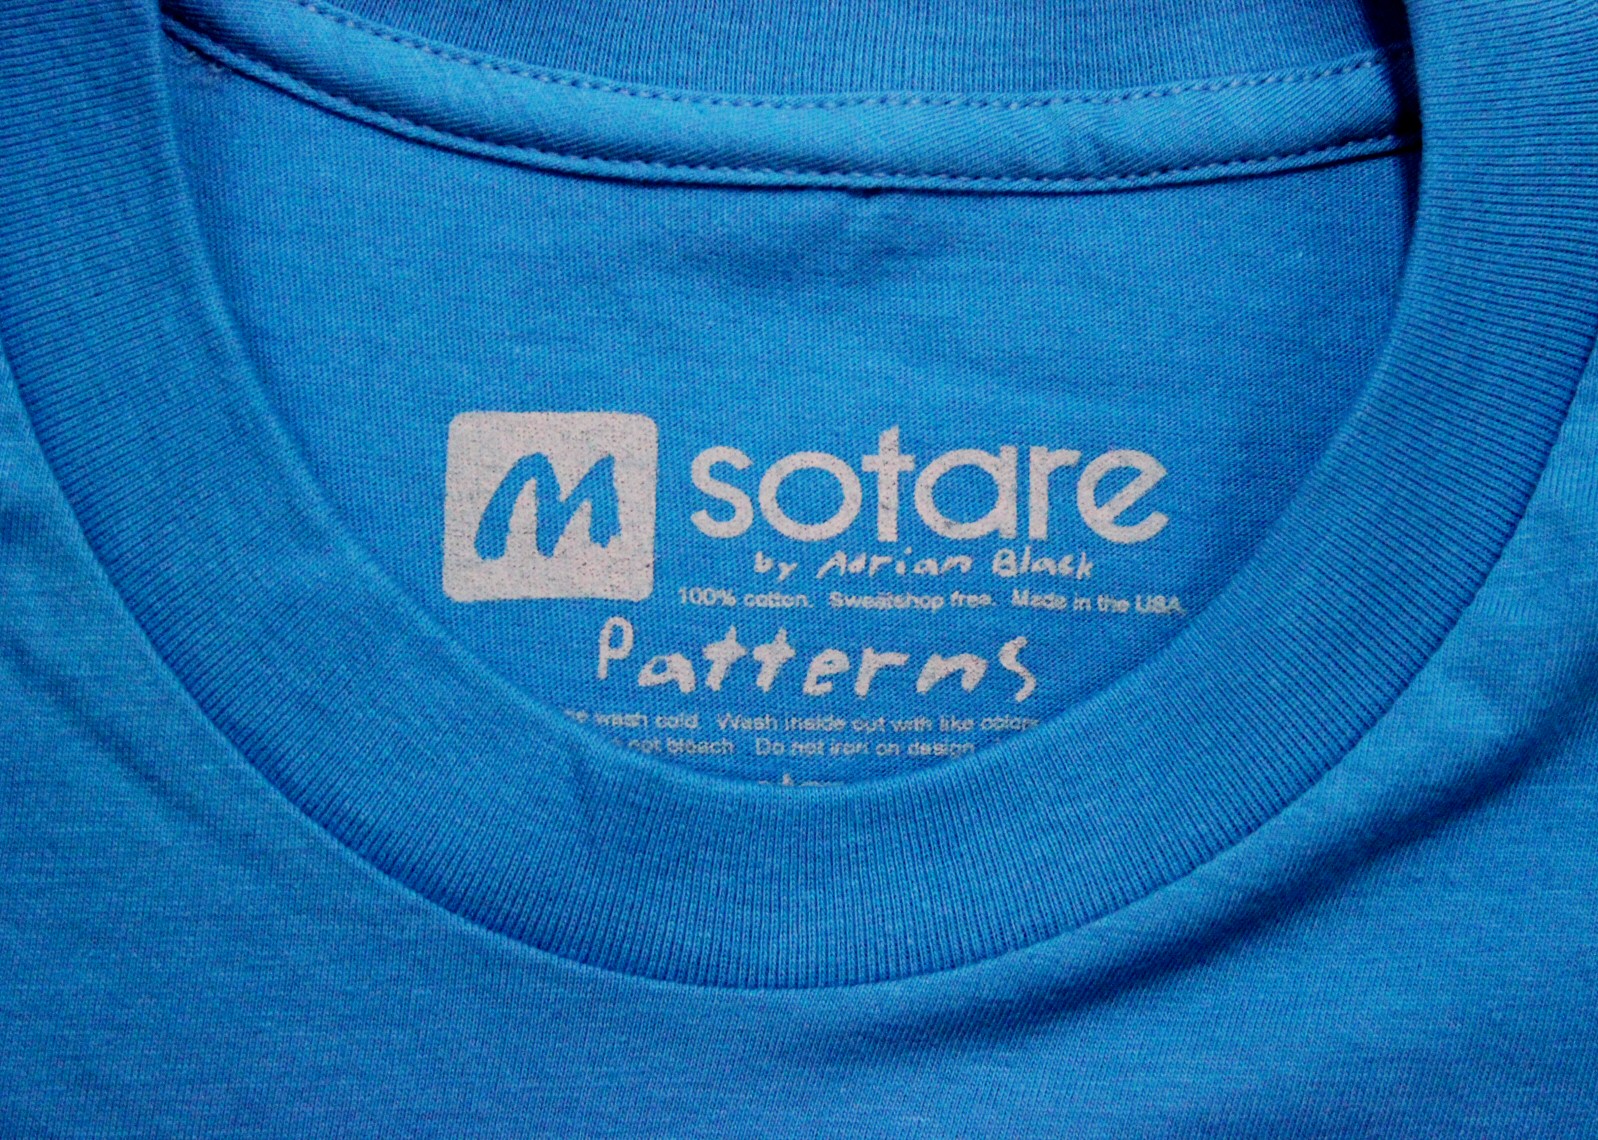 M sotare
by Adrian Black
100% cotton. Sweatshop free. Made in the USA.
Patterns
wash cold. Wash inside out with like colors
not bleach. Do not iron on design